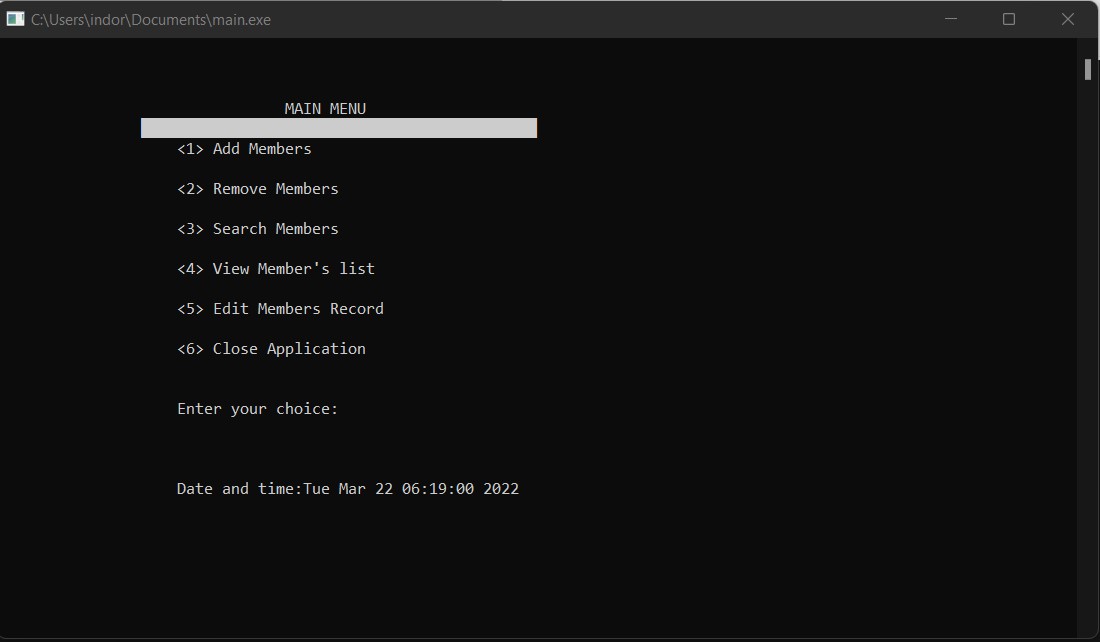 C:\Users\indor\Documents\main.exe
MAIN MENU
<1> Add Members
<2> Remove Members
<3> Search Members
<4> View Member's list
<5> Edit Members Record
<6> Close Application
Enter your choice:
Date and time:Tue Mar 22 06:19:00 2022